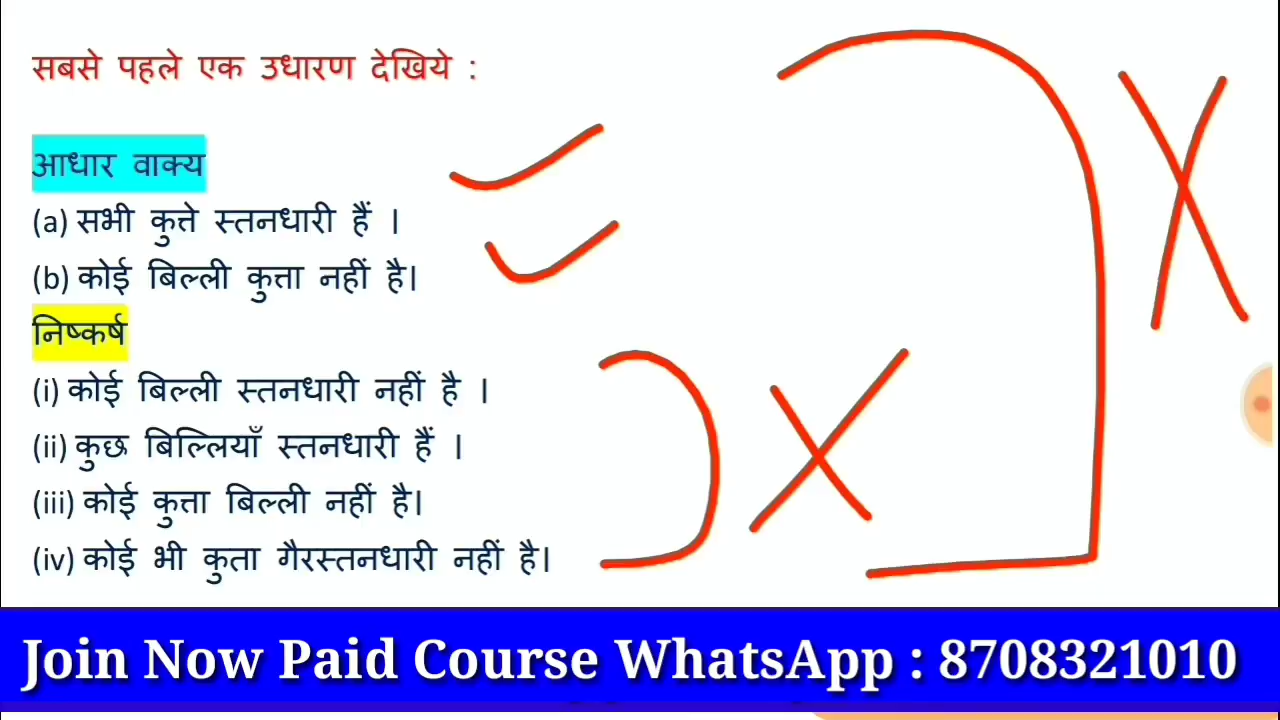 सबसे पहले एक उधारण देखिये :
आधार वाक्य
(a) सभी कुत्ते स्तनधारी हैं ।
(b) कोई बिल्ली कुत्ता नहीं है।
निष्कर्ष
(i) कोई बिल्ली स्तनधारी नहीं है ।
(ii) कुछ बिल्लियाँ स्तनधारी हैं ।
(iii) कोई कुत्ता बिल्ली नहीं है।
(iv) कोई भी कुता गैरस्तनधारी नहीं है।
Join Now Paid Course WhatsApp : 8708321010